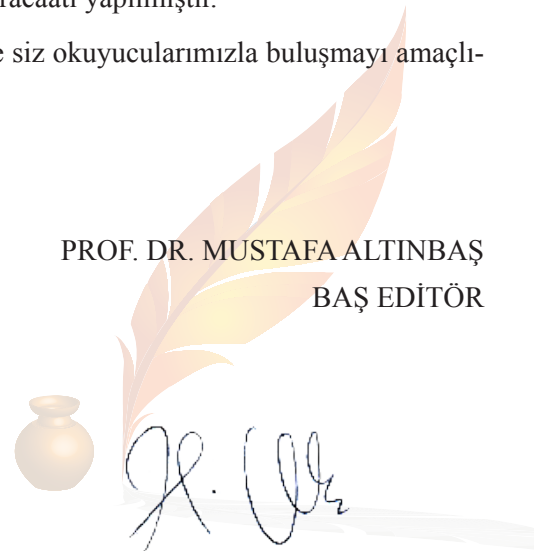 racaatı yapılmıştır.
e siz okuyucularımızla buluşmayı amaçlı-
PROF. DR. MUSTAFA ALTINBAŞ
BAŞ EDİTÖR